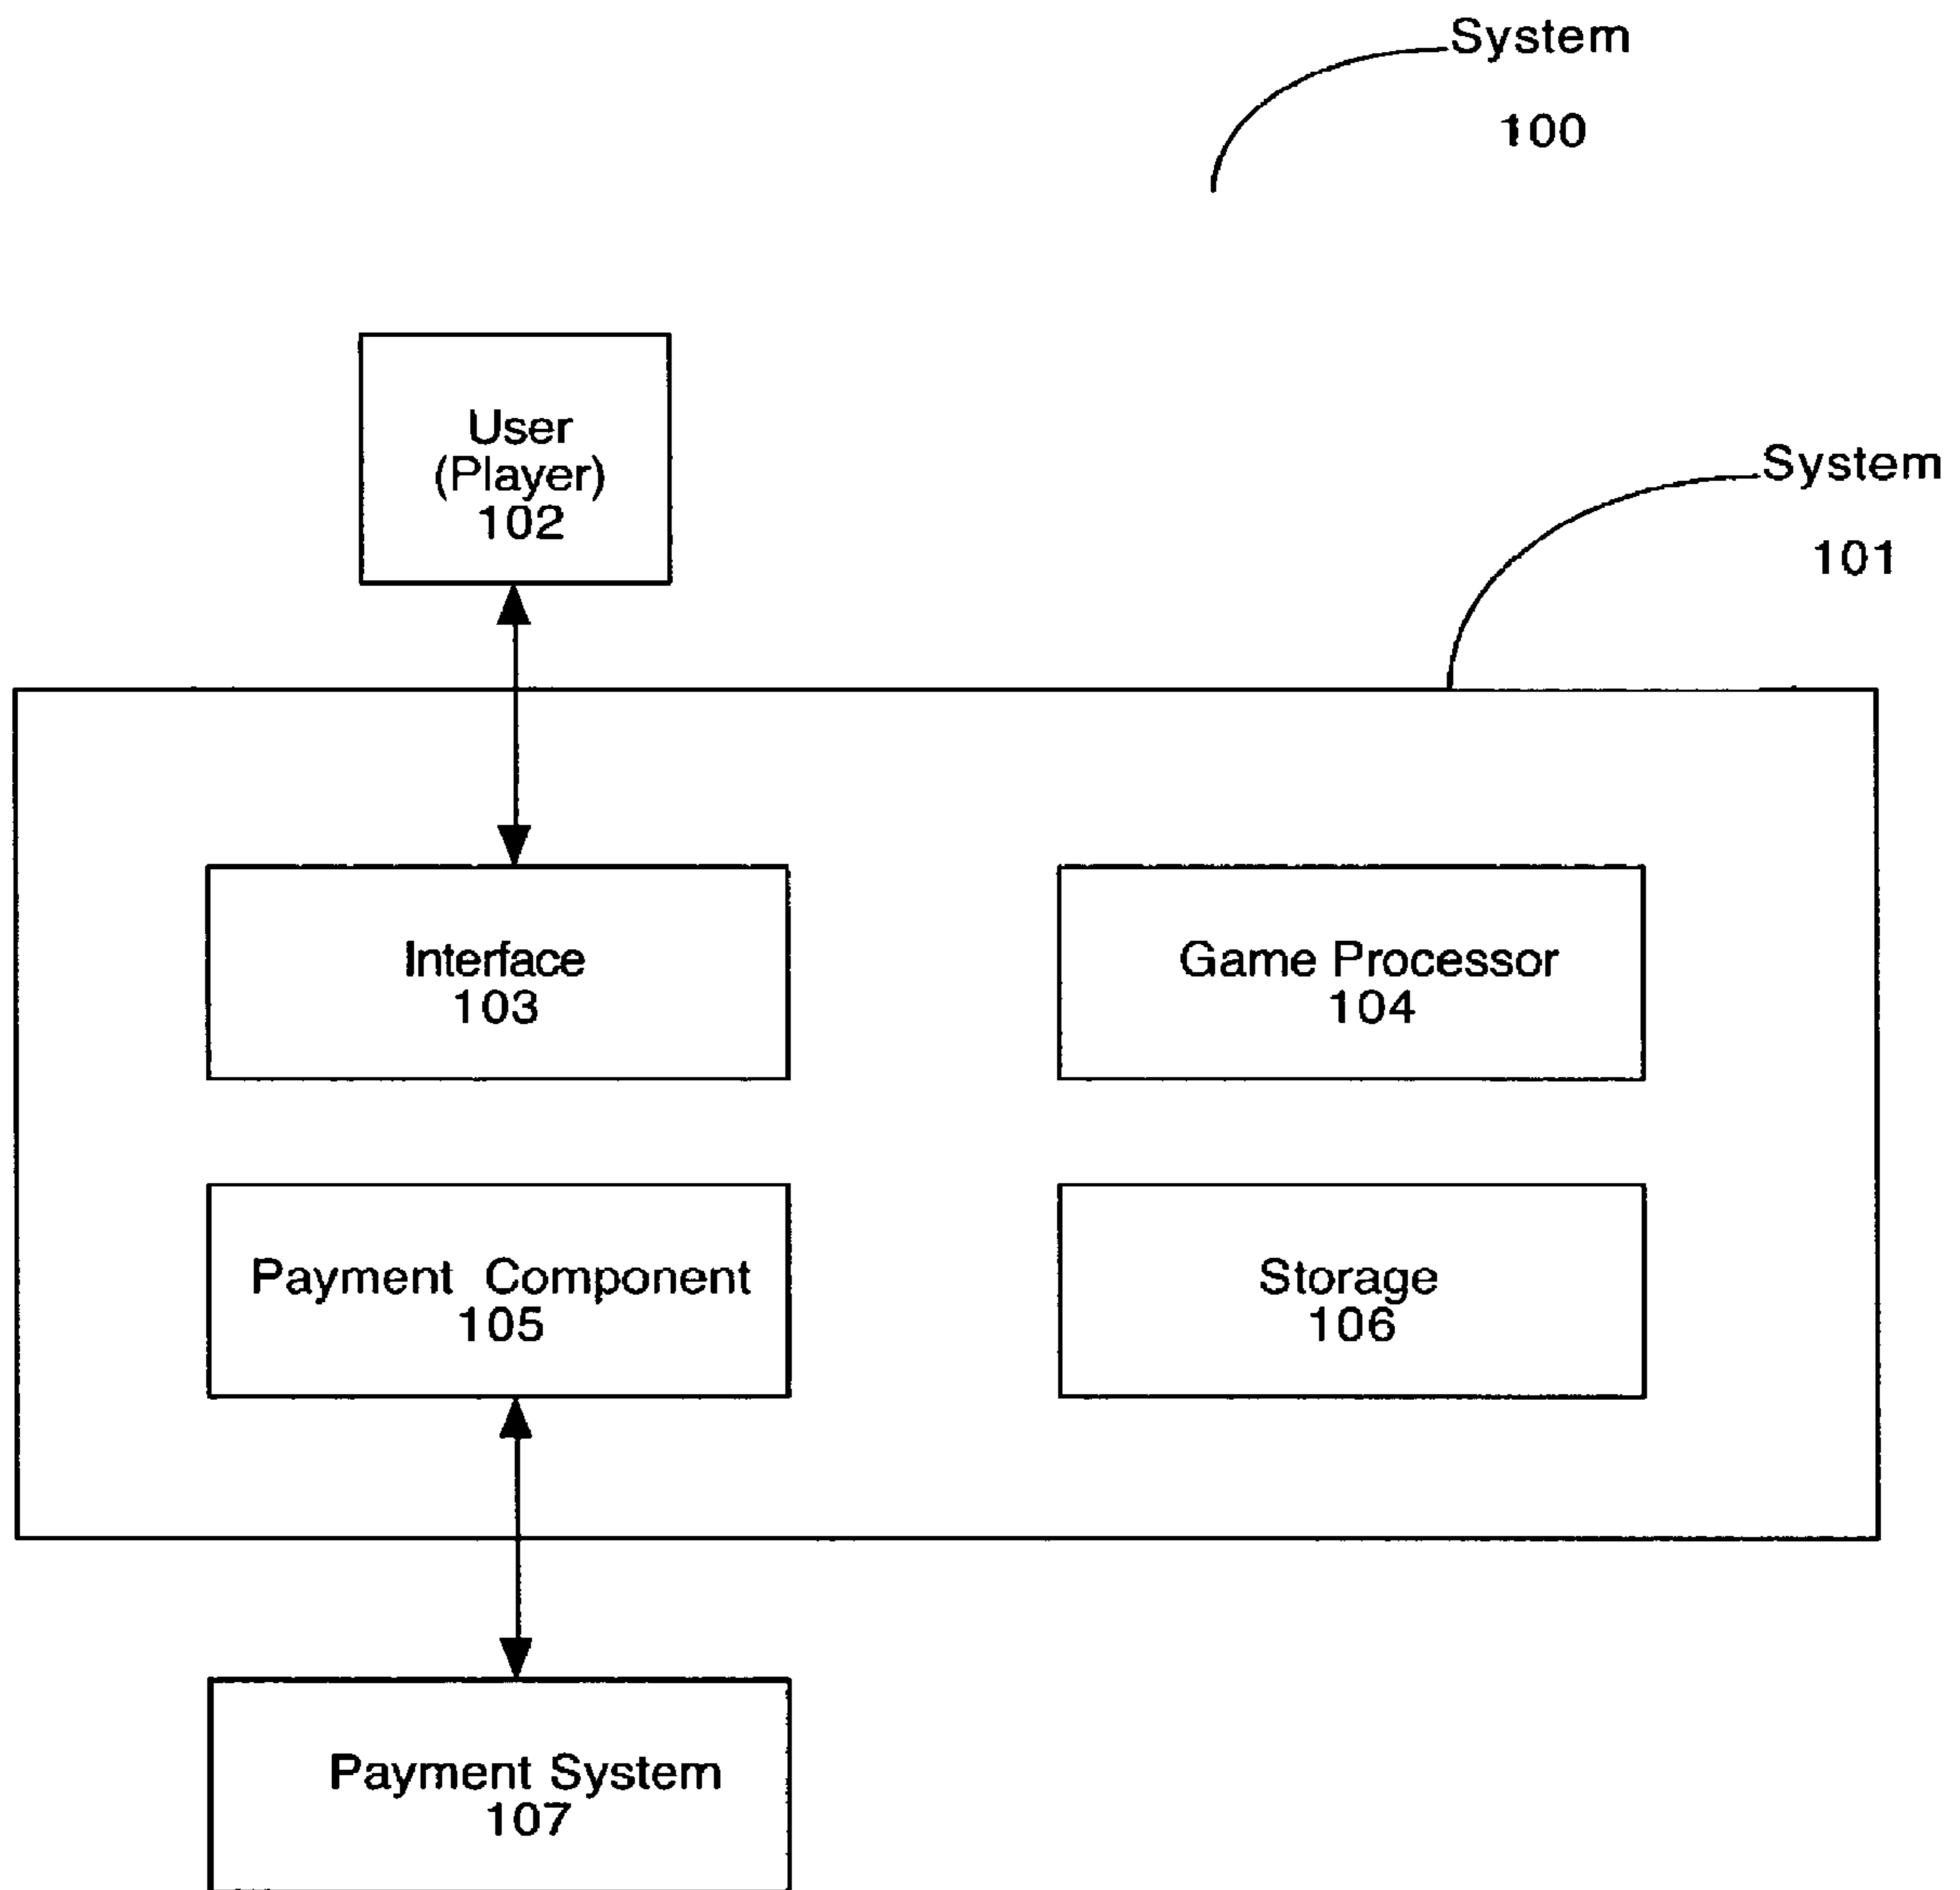 System
100
User
(Player)
102
System
101
Interface
103
Game Processor
104
Payment Component
105
Storage
106
Payment System
107